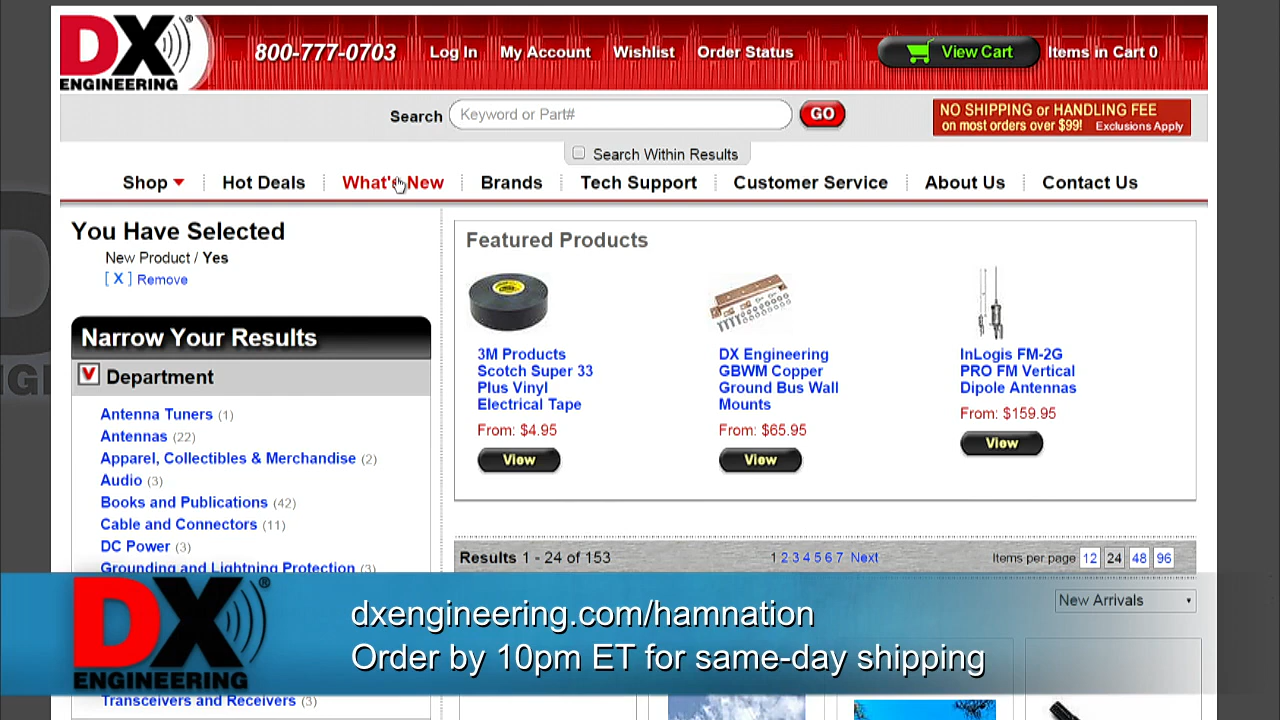 DX
ENGINEERING
®
800-777-0703
Log In
My Account
Wishlist
Order Status
View Cart
Items in Cart 0
Search
Keyword or Part#
GO
NO SHIPPING or HANDLING FEE
on most orders over $99! Exclusions Apply
Search Within Results
Shop
Hot Deals
What's New
Brands
Tech Support
Customer Service
About Us
Contact Us
You Have Selected
New Product / Yes
[ X ] Remove
Narrow Your Results
Department
Antenna Tuners (1)
Antennas (22)
Apparel, Collectibles & Merchandise (2)
Audio (3)
Books and Publications (42)
Cable and Connectors (11)
DC Power (3)
Grounding and Lightning Protection (3)
Transceivers and Receivers (3)
Featured Products
3M Products
Scotch Super 33
Plus Vinyl
Electrical Tape
From: $4.95
View
DX Engineering
GBWM Copper
Ground Bus Wall
Mounts
From: $65.95
View
InLogis FM-2G
PRO FM Vertical
Dipole Antennas
From: $159.95
View
Results 1 - 24 of 153
1 2 3 4 5 6 7 Next
Items per page 12 24 48 96
New Arrivals
DX
ENGINEERING
®
dxengineering.com/hamnation
Order by 10pm ET for same-day shipping